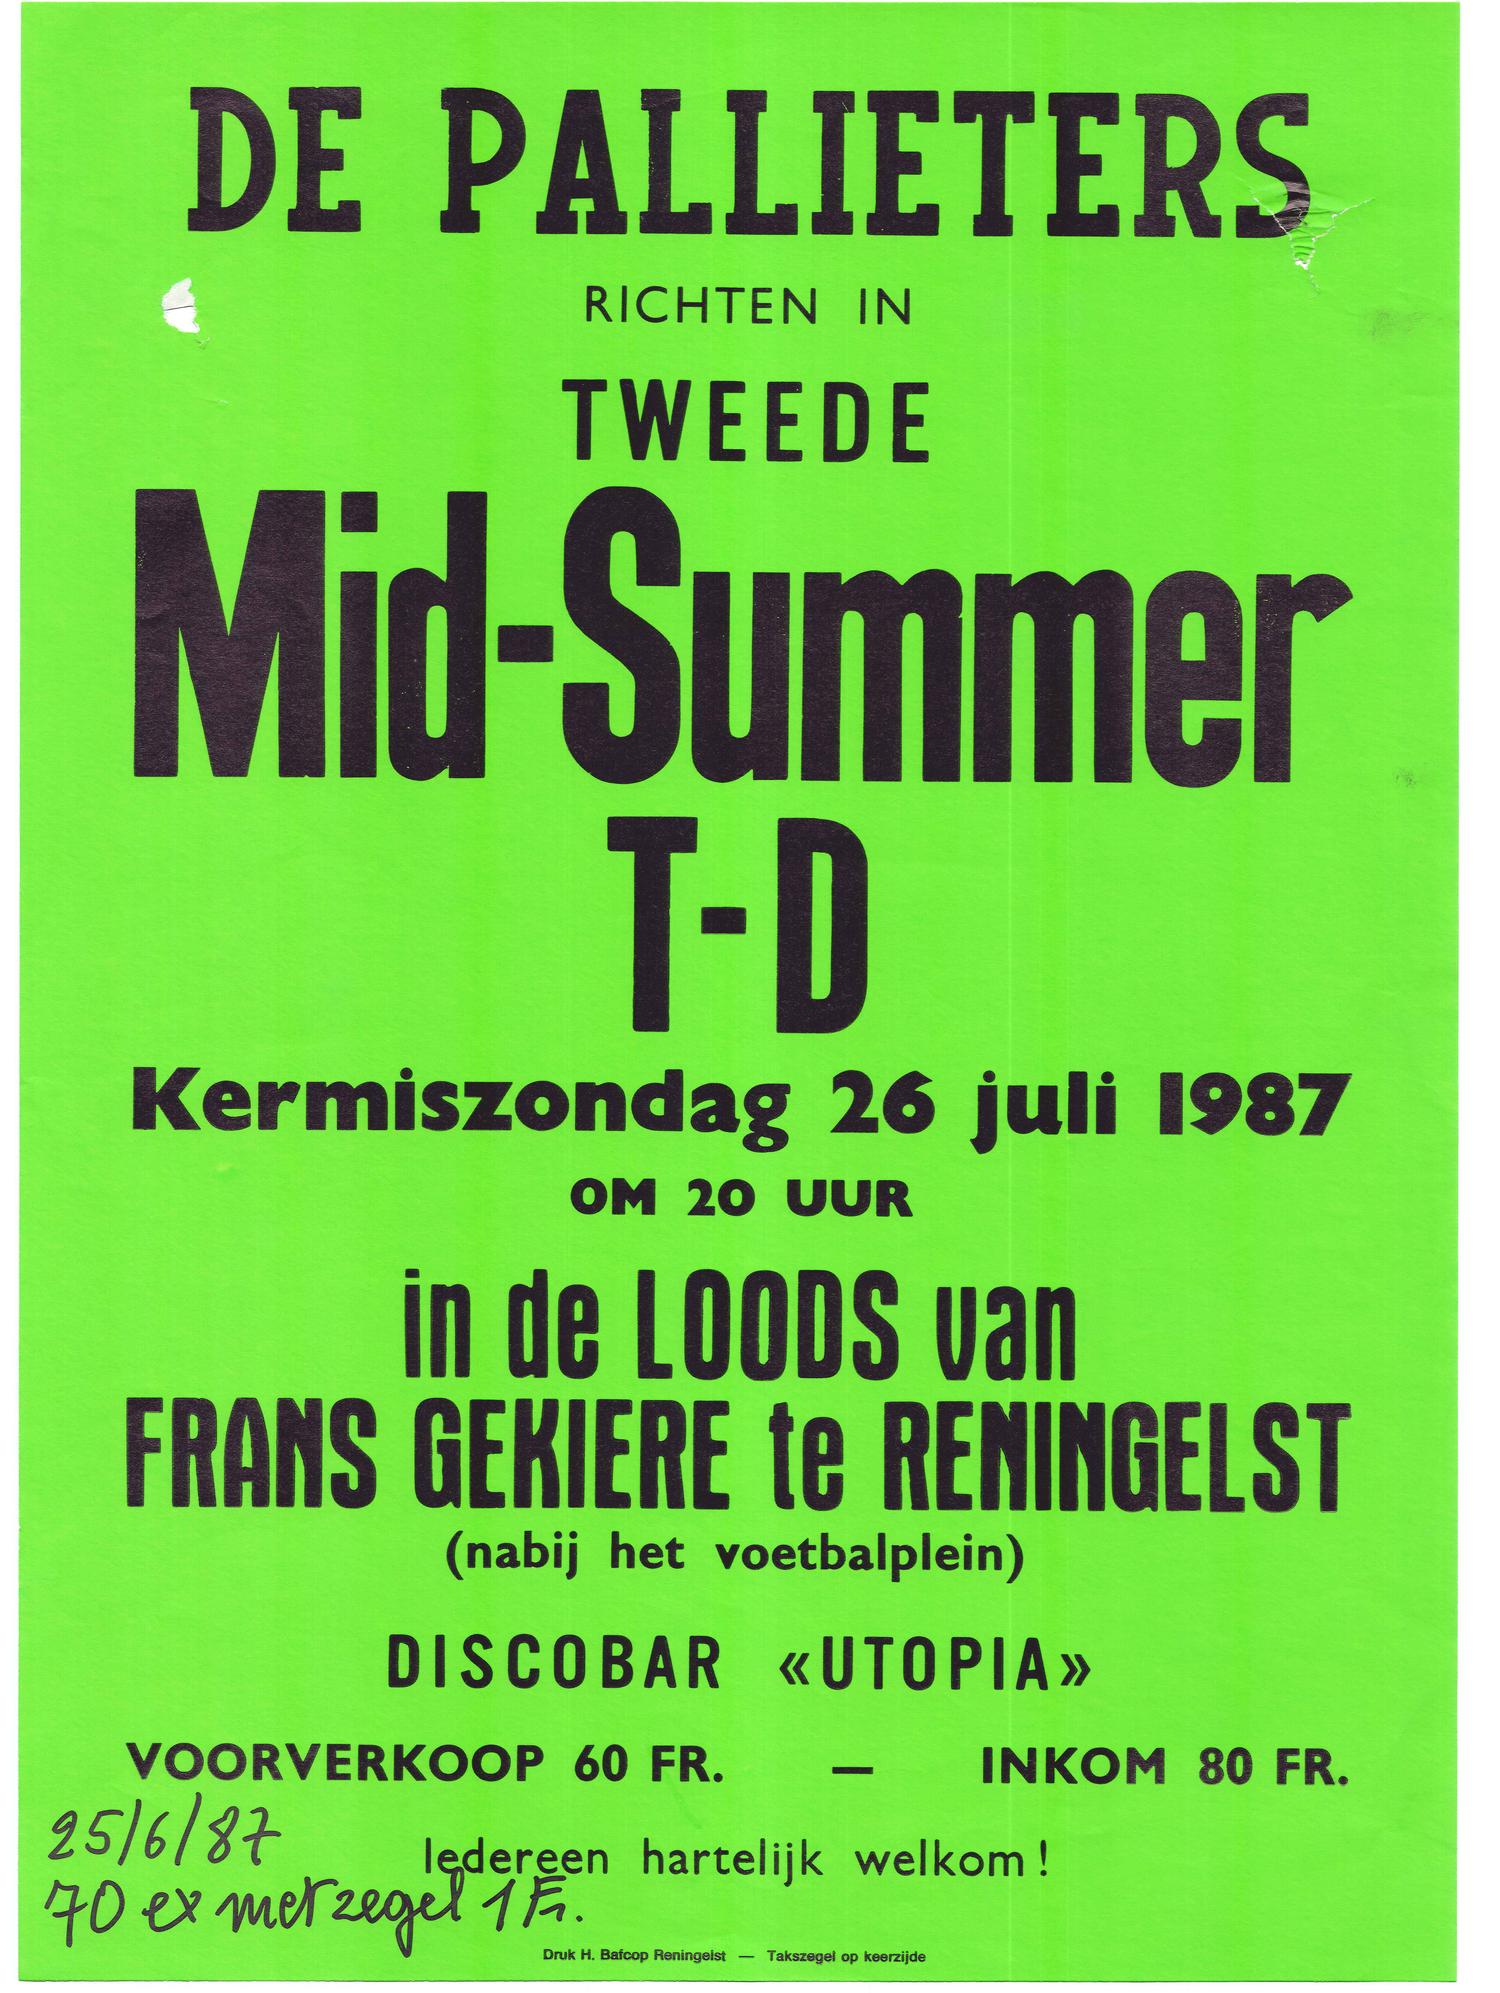 DE PALLIETERS
RICHTEN IN
TWEEDE
Mid-Summer
T-D
Kermiszondag 26 juli 1987
OM 20 UUR
in de LOODS van
FRANS GEKIERE te RENINGELST
(nabij het voetbalplein)
DISCOBAR «UTOPIA»
VOORVERKOOP 60 FR. — INKOM 80 FR.
25/6/87
Iedereen hartelijk welkom!
70 ex met zegel 1 Fr.
Druk H. Bafcop Reningelst — Takszegel op keerzijde